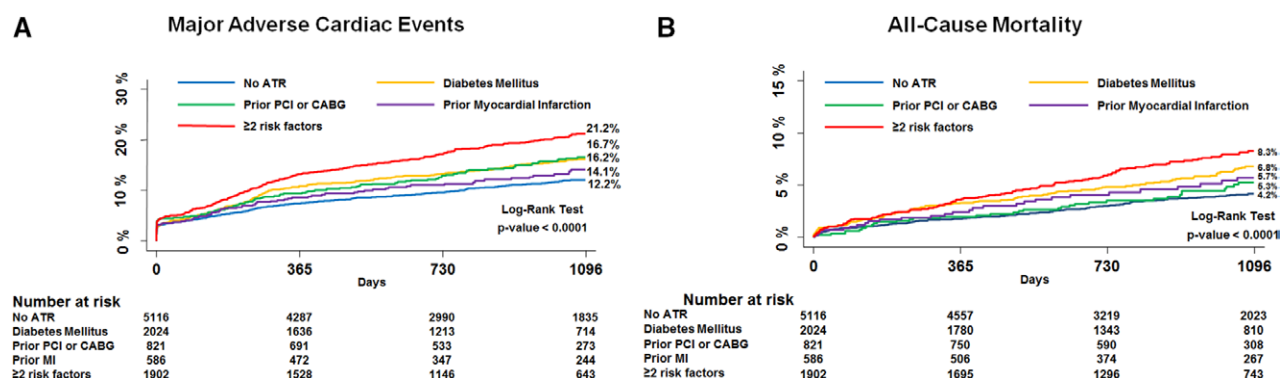 A
Major Adverse Cardiac Events
No ATR
Diabetes Mellitus
Prior PCI or CABG
Prior Myocardial Infarction
≥2 risk factors
30 %
20 %
10 %
0 %
21.2%
16.7%
16.2%
14.1%
12.2%
Log-Rank Test
p-value < 0.0001
0 365 730 1096
Days
Number at risk
No ATR 5116 4287 2990 1835
Diabetes Mellitus 2024 1636 1213 714
Prior PCI or CABG 821 691 533 273
Prior MI 586 472 347 244
≥2 risk factors 1902 1528 1146 643
B
All-Cause Mortality
No ATR
Diabetes Mellitus
Prior PCI or CABG
Prior Myocardial Infarction
≥2 risk factors
15 %
10 %
5 %
0 %
8.3%
6.8%
5.7%
5.3%
4.2%
Log-Rank Test
p-value < 0.0001
0 365 730 1096
Days
Number at risk
No ATR 5116 4557 3219 2023
Diabetes Mellitus 2024 1780 1343 810
Prior PCI or CABG 821 750 590 308
Prior MI 586 506 374 267
≥2 risk factors 1902 1695 1296 743